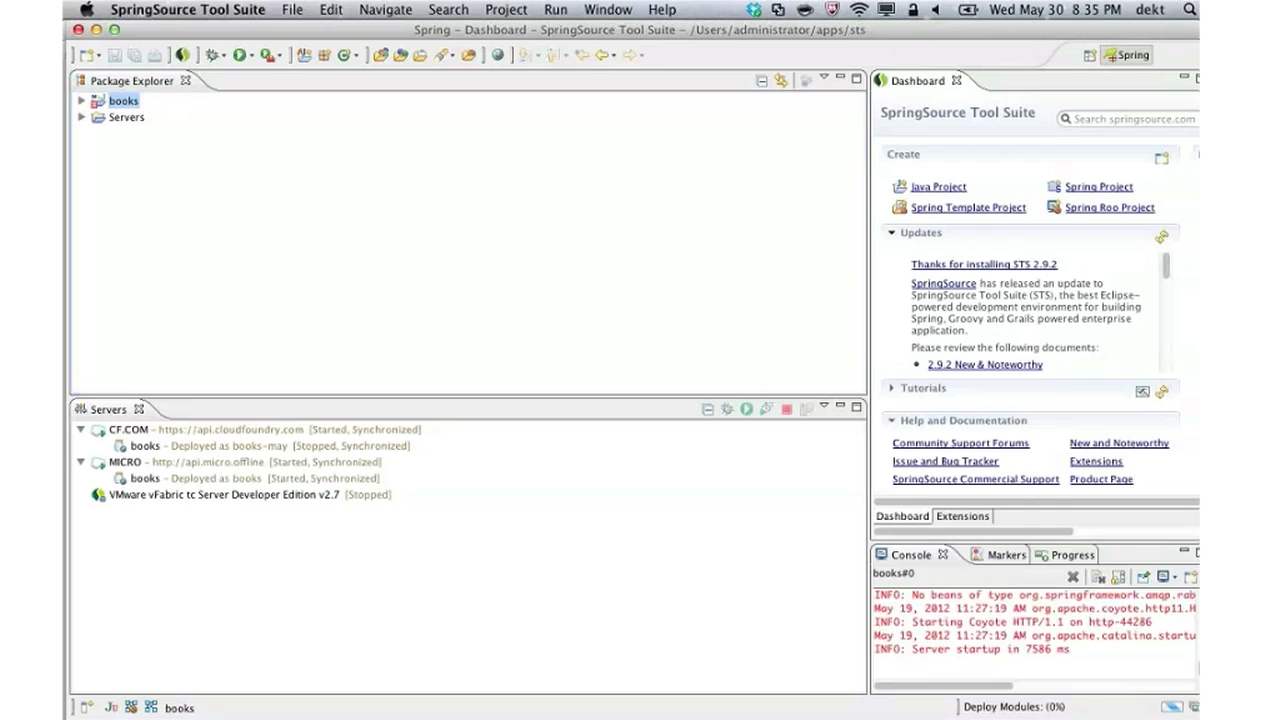 SpringSource Tool Suite File Edit Navigate Search Project Run Window Help Wed May 30 8:35 PM dekt
Spring - Dashboard - SpringSource Tool Suite - /Users/administrator/apps/sts
Spring
Package Explorer
books
Servers
Dashboard
SpringSource Tool Suite
Search springsource.com
Create
Java Project Spring Project
Spring Template Project Spring Roo Project
Updates
Thanks for installing STS 2.9.2
SpringSource has released an update to
SpringSource Tool Suite (STS), the best Eclipse-
powered development environment for building
Spring, Groovy and Grails powered enterprise
application.
Please review the following documents:
• 2.9.2 New & Noteworthy
Tutorials
Help and Documentation
Community Support Forums New and Noteworthy
Issue and Bug Tracker Extensions
SpringSource Commercial Support Product Page
Dashboard Extensions
Servers
CF.COM - https://api.cloudfoundry.com [Started, Synchronized]
books - Deployed as books-may [Stopped, Synchronized]
MICRO - http://api.micro.offline [Started, Synchronized]
books - Deployed as books [Started, Synchronized]
VMware vFabric tc Server Developer Edition v2.7 [Stopped]
Console Markers Progress
books#0
INFO: No beans of type org.springframework.amqp.rab
May 19, 2012 11:27:19 AM org.apache.coyote.http11.H
INFO: Starting Coyote HTTP/1.1 on http-44286
May 19, 2012 11:27:19 AM org.apache.catalina.startu
INFO: Server startup in 7586 ms
Ju books
Deploy Modules: (0%)